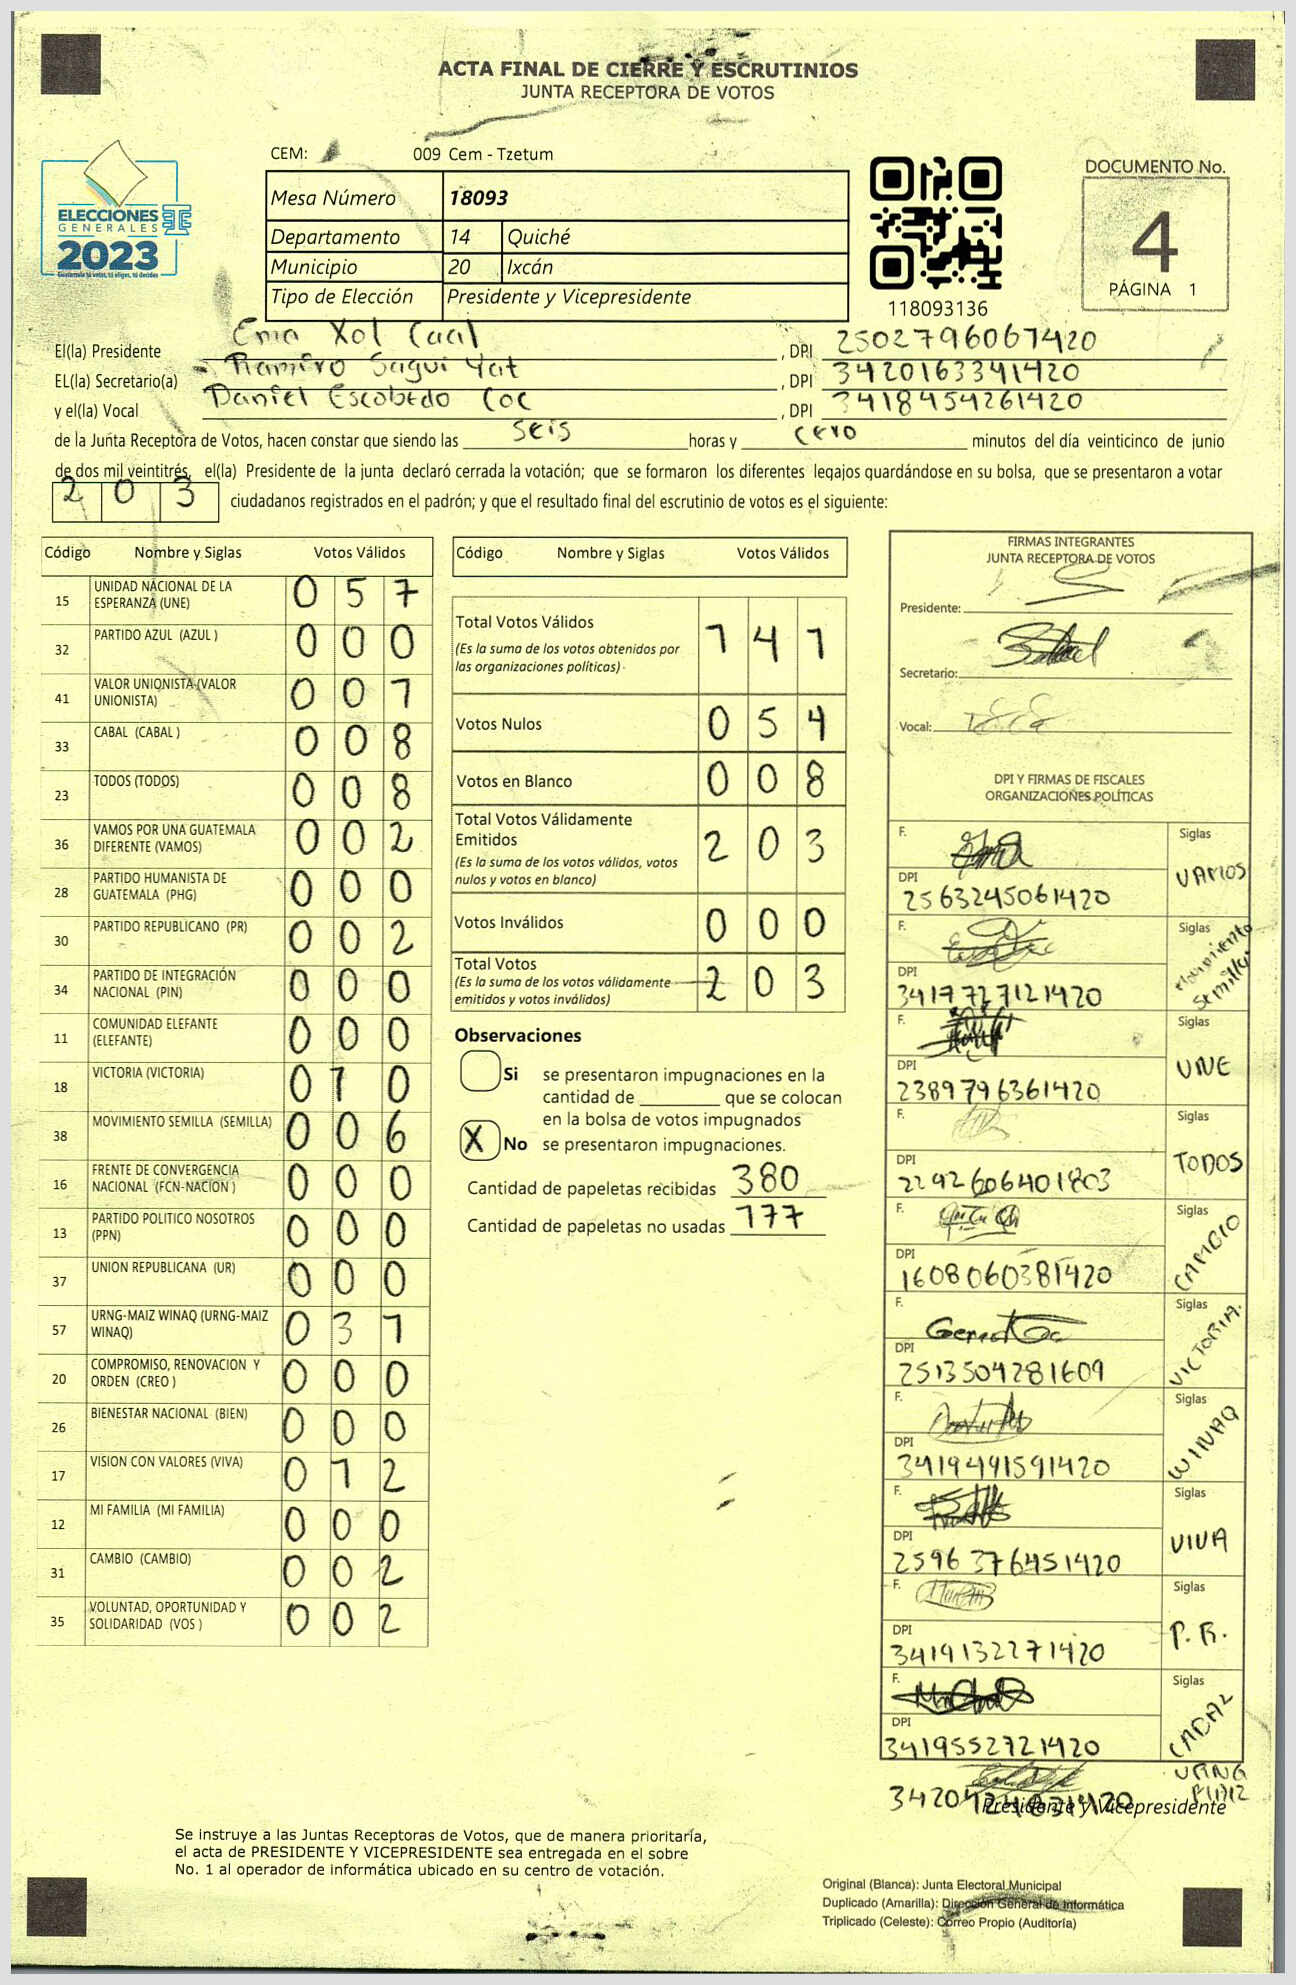 ACTA FINAL DE CIERRE Y ESCRUTINIOS
JUNTA RECEPTORA DE VOTOS
CEM: 009 Cem - Tzetum
ELECCIONES
GENERALES
2023
Guatemala tú votas, tú eliges, tú decides
Mesa Número 18093
Departamento 14 Quiché
Municipio 20 Ixcán
Tipo de Elección Presidente y Vicepresidente
118093136
DOCUMENTO No.
4
PÁGINA 1
El(la) Presidente Ema Xol Caal , DPI 2502796067420
EL(la) Secretario(a) Ramiro Sagui Yat , DPI 3420163341420
y el(la) Vocal Daniel Escobedo Coc , DPI 3418454261420
de la Junta Receptora de Votos, hacen constar que siendo las seis horas y cero minutos del día veinticinco de junio
de dos mil veintitrés, el(la) Presidente de la junta declaró cerrada la votación; que se formaron los diferentes legajos guardándose en su bolsa, que se presentaron a votar
203 ciudadanos registrados en el padrón; y que el resultado final del escrutinio de votos es el siguiente:
Código Nombre y Siglas Votos Válidos
15 UNIDAD NACIONAL DE LA ESPERANZA (UNE) 0 5 7
32 PARTIDO AZUL (AZUL ) 0 0 0
41 VALOR UNIONISTA (VALOR UNIONISTA) 0 0 1
33 CABAL (CABAL ) 0 0 8
23 TODOS (TODOS) 0 0 8
36 VAMOS POR UNA GUATEMALA DIFERENTE (VAMOS) 0 0 2
28 PARTIDO HUMANISTA DE GUATEMALA (PHG) 0 0 0
30 PARTIDO REPUBLICANO (PR) 0 0 2
34 PARTIDO DE INTEGRACIÓN NACIONAL (PIN) 0 0 0
11 COMUNIDAD ELEFANTE (ELEFANTE) 0 0 0
18 VICTORIA (VICTORIA) 0 1 0
38 MOVIMIENTO SEMILLA (SEMILLA) 0 0 6
16 FRENTE DE CONVERGENCIA NACIONAL (FCN-NACION ) 0 0 0
13 PARTIDO POLITICO NOSOTROS (PPN) 0 0 0
37 UNION REPUBLICANA (UR) 0 0 0
57 URNG-MAIZ WINAQ (URNG-MAIZ WINAQ) 0 3 1
20 COMPROMISO, RENOVACION Y ORDEN (CREO ) 0 0 0
26 BIENESTAR NACIONAL (BIEN) 0 0 0
17 VISION CON VALORES (VIVA) 0 1 2
12 MI FAMILIA (MI FAMILIA) 0 0 0
31 CAMBIO (CAMBIO) 0 0 2
35 VOLUNTAD, OPORTUNIDAD Y SOLIDARIDAD (VOS ) 0 0 2
Código Nombre y Siglas Votos Válidos
Total Votos Válidos 1 4 1
(Es la suma de los votos obtenidos por
las organizaciones políticas)
Votos Nulos 0 5 4
Votos en Blanco 0 0 8
Total Votos Válidamente
Emitidos 2 0 3
(Es la suma de los votos válidos, votos
nulos y votos en blanco)
Votos Inválidos 0 0 0
Total Votos 2 0 3
(Es la suma de los votos válidamente
emitidos y votos inválidos)
Observaciones
Si se presentaron impugnaciones en la
cantidad de ________ que se colocan
en la bolsa de votos impugnados
X No se presentaron impugnaciones.
Cantidad de papeletas recibidas 380
Cantidad de papeletas no usadas 177
FIRMAS INTEGRANTES
JUNTA RECEPTORA DE VOTOS
Presidente:
Secretario:
Vocal:
DPI Y FIRMAS DE FISCALES
ORGANIZACIONES POLÍTICAS
F. Siglas VAMOS
DPI 2563245061420
F. Siglas Movimiento Semilla
DPI 3417727121420
F. Siglas UNE
DPI 2389796361420
F. Siglas TODOS
DPI 2292606401803
F. Siglas CAMBIO
DPI 1608060381420
F. Siglas VICTORIA.
DPI 2513504281609
F. Siglas WINAQ
DPI 3419491591420
F. Siglas VIVA
DPI 2596376451420
F. Siglas P.R.
DPI 3419132271420
F. Siglas
DPI 3419552721420
URNG
Presidente y Vicepresidente
Se instruye a las Juntas Receptoras de Votos, que de manera prioritaria,
el acta de PRESIDENTE Y VICEPRESIDENTE sea entregada en el sobre
No. 1 al operador de informática ubicado en su centro de votación.
Original (Blanca): Junta Electoral Municipal
Duplicado (Amarilla): Dirección General de Informática
Triplicado (Celeste): Correo Propio (Auditoría)